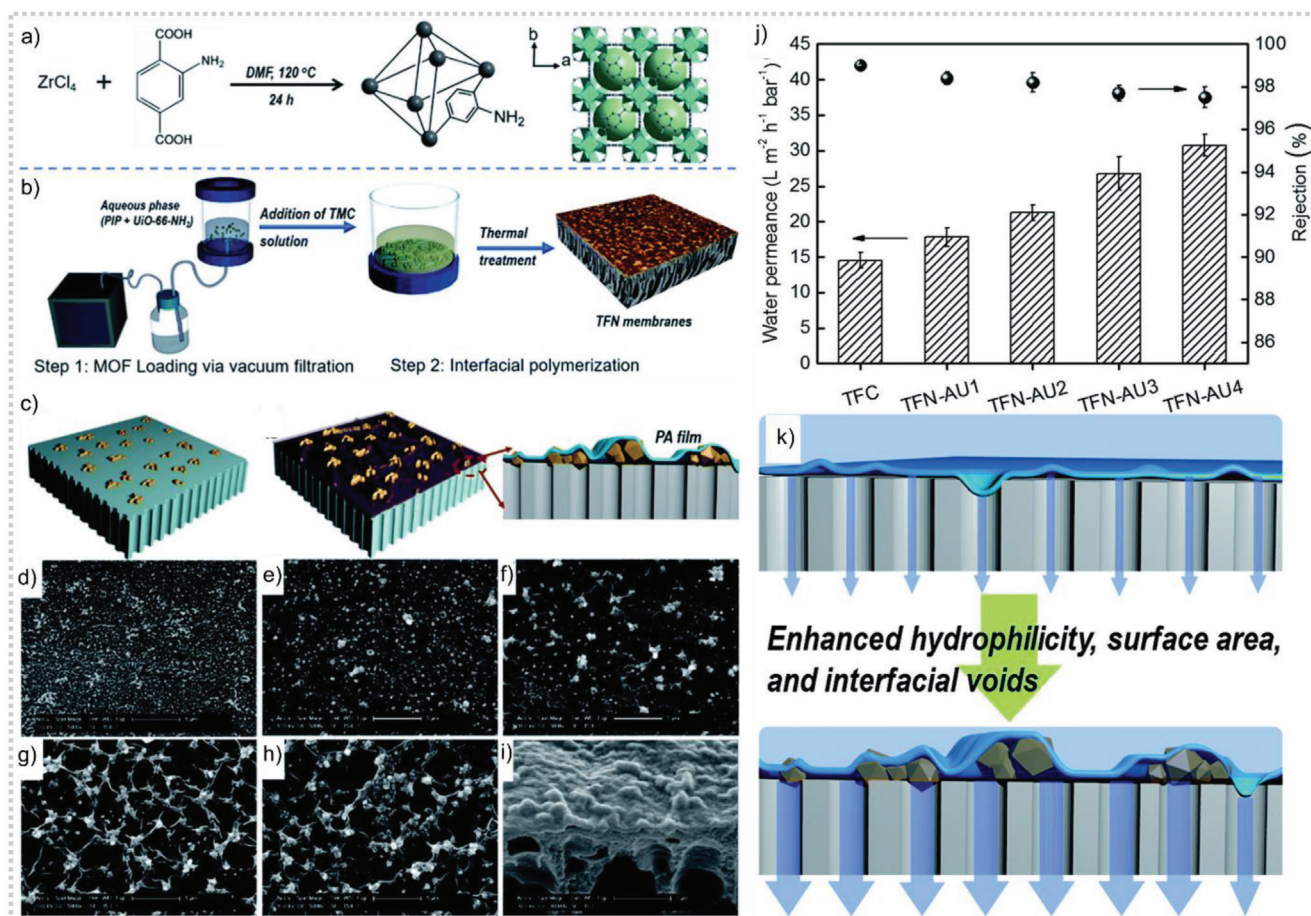 a)
COOH
NH₂
ZrCl₄ +
COOH
DMF, 120 °C
24 h
NH₂
b
a
b)
Aqueous phase
(PIP + UiO-66-NH₂)
Addition of TMC
solution
Thermal
treatment
TFN membranes
Step 1: MOF Loading via vacuum filtration
Step 2: Interfacial polymerization
c)
PA film
d)
e)
f)
g)
h)
i)
j)
Water permeance (L m⁻² h⁻¹ bar⁻¹)
45
40
35
30
25
20
15
10
5
0
100
98
96
94
92
90
88
86
Rejection (%)
TFC
TFN-AU1
TFN-AU2
TFN-AU3
TFN-AU4
k)
Enhanced hydrophilicity, surface area,
and interfacial voids